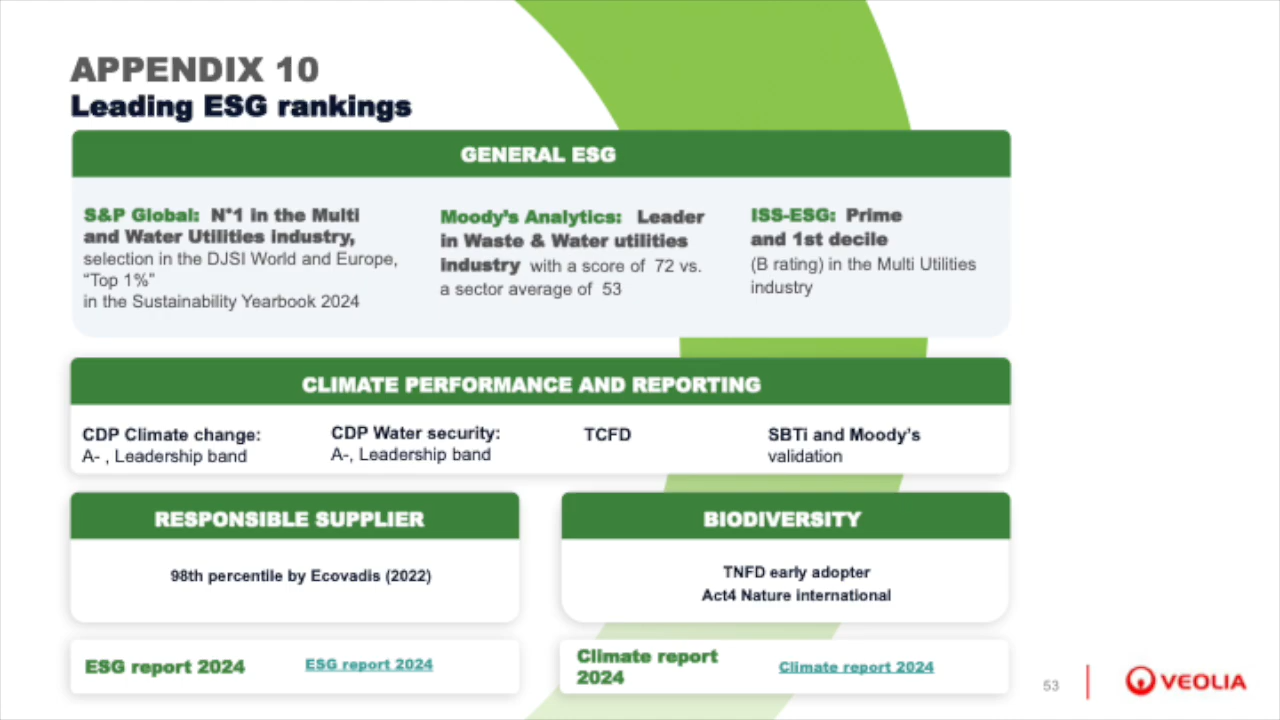 APPENDIX 10
Leading ESG rankings
GENERAL ESG
S&P Global: N°1 in the Multi
and Water Utilities industry,
selection in the DJSI World and Europe,
“Top 1%”
in the Sustainability Yearbook 2024
Moody’s Analytics: Leader
in Waste & Water utilities
industry with a score of 72 vs.
a sector average of 53
ISS-ESG: Prime
and 1st decile
(B rating) in the Multi Utilities
industry
CLIMATE PERFORMANCE AND REPORTING
CDP Climate change:
A- , Leadership band
CDP Water security:
A-, Leadership band
TCFD
SBTi and Moody’s
validation
RESPONSIBLE SUPPLIER
98th percentile by Ecovadis (2022)
BIODIVERSITY
TNFD early adopter
Act4 Nature international
ESG report 2024
ESG report 2024
Climate report
2024
Climate report 2024
53
VEOLIA